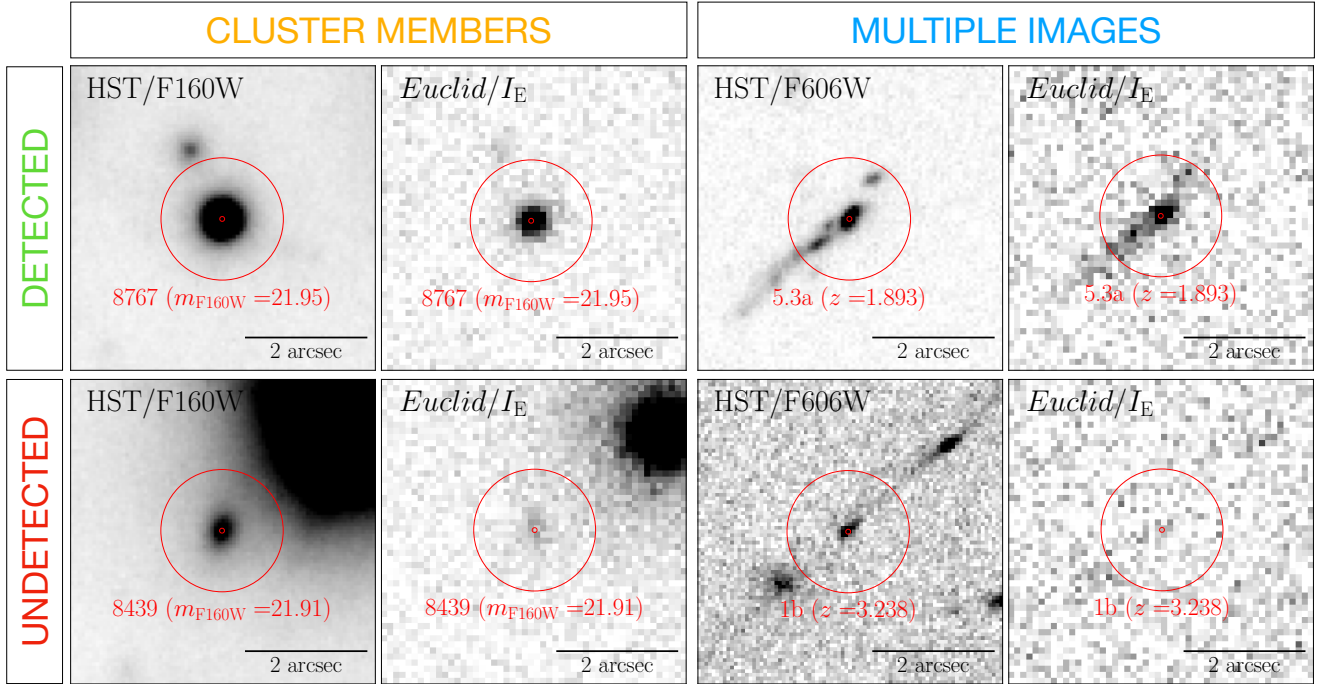 CLUSTER MEMBERS
MULTIPLE IMAGES
DETECTED
HST/F160W
8767 (mF160W =21.95)
2 arcsec
Euclid/IE
8767 (mF160W =21.95)
2 arcsec
HST/F606W
5.3a (z =1.893)
2 arcsec
Euclid/IE
5.3a (z =1.893)
2 arcsec
UNDETECTED
HST/F160W
8439 (mF160W =21.91)
2 arcsec
Euclid/IE
8439 (mF160W =21.91)
2 arcsec
HST/F606W
1b (z =3.238)
2 arcsec
Euclid/IE
1b (z =3.238)
2 arcsec